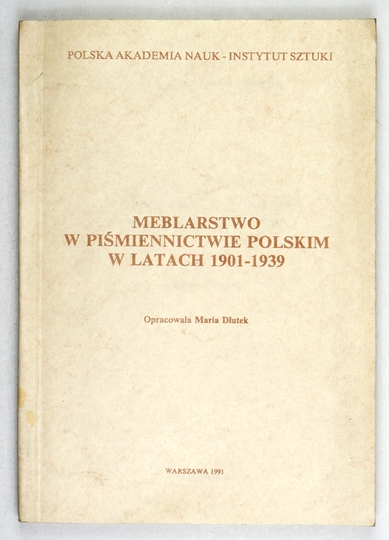 POLSKA AKADEMIA NAUK - INSTYTUT SZTUKI
MEBLARSTWO
W PIŚMIENNICTWIE POLSKIM
W LATACH 1901-1939
Opracowała Maria Dłutek
WARSZAWA 1991